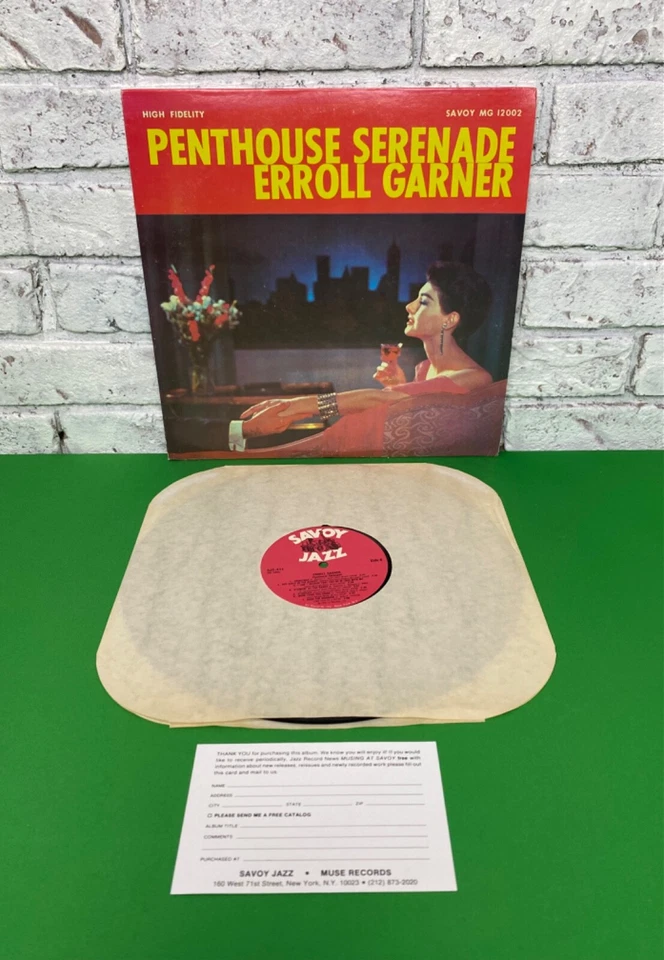 HIGH FIDELITY
SAVOY MG 12002
PENTHOUSE SERENADE
ERROLL GARNER
SAVOY
JAZZ
THANK YOU for purchasing this album. We know you will enjoy it! If you would
like to receive periodically, Jazz Record News MUSING AT SAVOY free with
information about new releases, reissues and newly recorded work please fill out
this card and mail to us.
NAME
ADDRESS
CITY STATE ZIP
PLEASE SEND ME A FREE CATALOG
ALBUM TITLE
COMMENTS
PURCHASED AT
SAVOY JAZZ • MUSE RECORDS
160 West 71st Street, New York, N.Y. 10023 • (212) 873-2020